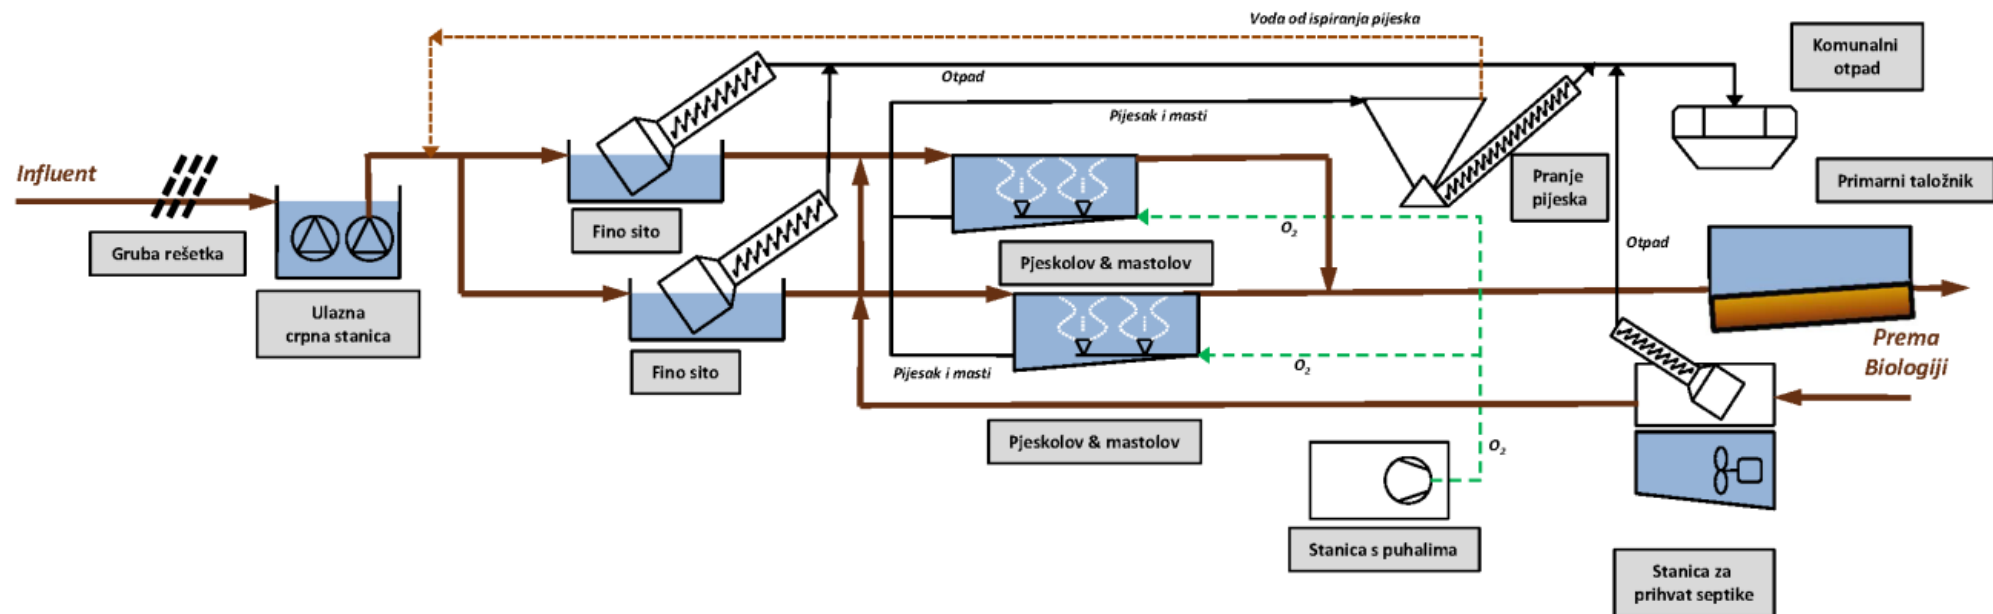 Voda od ispiranja pijeska
Komunalni
otpad
Otpad
Pijesak i masti
Influent
Pranje
pijeska
Primarni taložnik
Gruba rešetka
Fino sito
O2
Otpad
Pjeskolov & mastolov
Ulazna
crpna stanica
Fino sito
Pijesak i masti
O2
Prema
Biologiji
Pjeskolov & mastolov
O2
Stanica s puhalima
Stanica za
prihvat septike